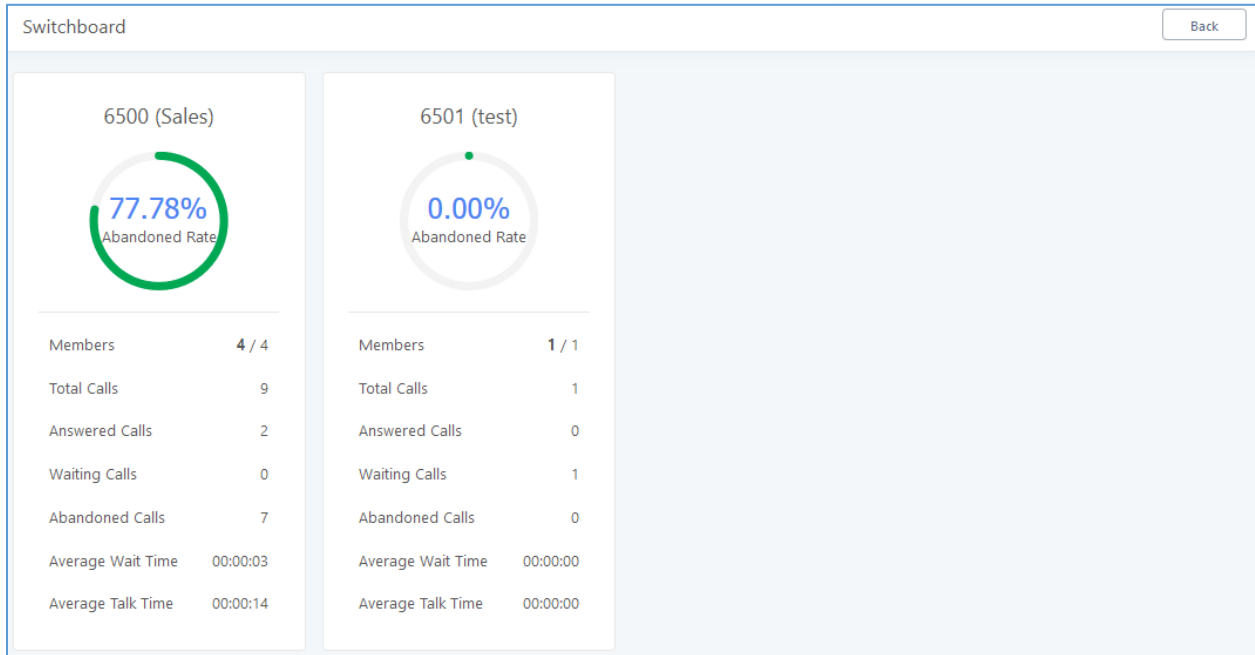 Switchboard
Back
6500 (Sales)
77.78%
Abandoned Rate
Members 4 / 4
Total Calls 9
Answered Calls 2
Waiting Calls 0
Abandoned Calls 7
Average Wait Time 00:00:03
Average Talk Time 00:00:14
6501 (test)
0.00%
Abandoned Rate
Members 1 / 1
Total Calls 1
Answered Calls 0
Waiting Calls 1
Abandoned Calls 0
Average Wait Time 00:00:00
Average Talk Time 00:00:00